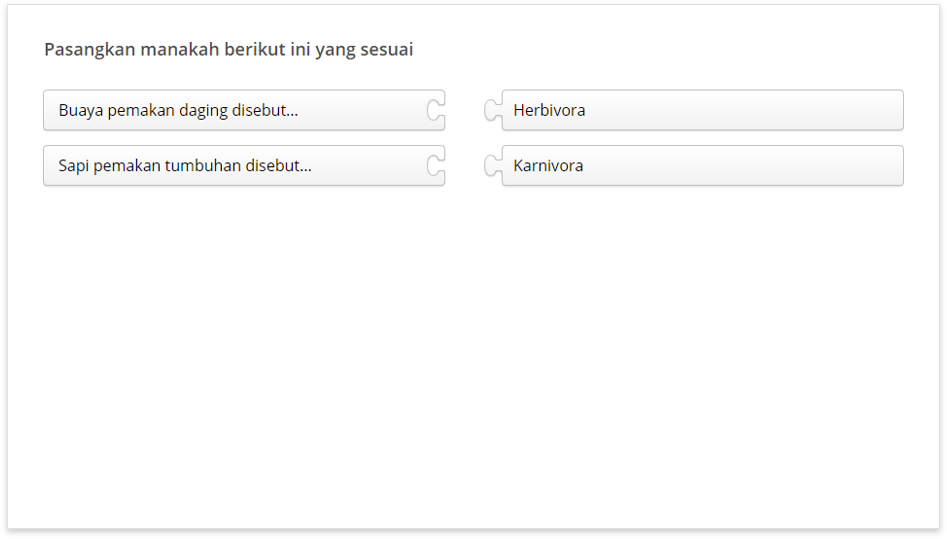 Pasangkan manakah berikut ini yang sesuai
Buaya pemakan daging disebut...
Herbivora
Sapi pemakan tumbuhan disebut...
Karnivora